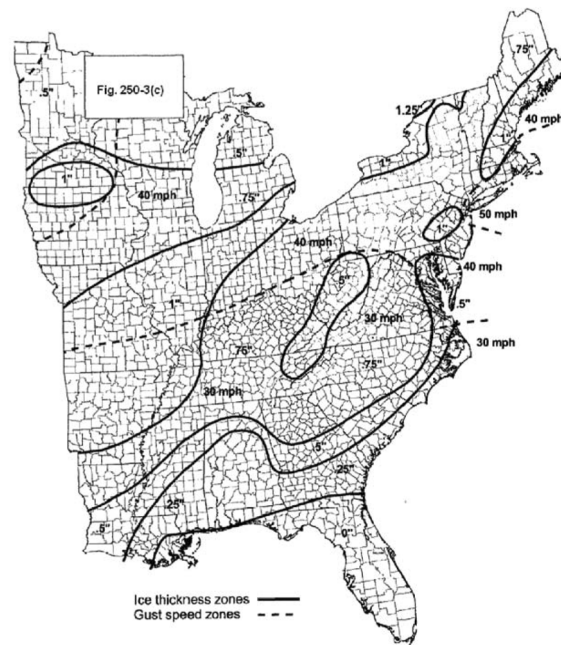 .75"
Fig. 250-3(c)
.5"
1.25"
40 mph
.5"
1"
1"
40 mph
.75"
50 mph
1"
40 mph
40 mph
.5"
1"
.5"
30 mph
30 mph
.75"
.75"
30 mph
.5"
.25"
.25"
.5"
0"
Ice thickness zones
Gust speed zones